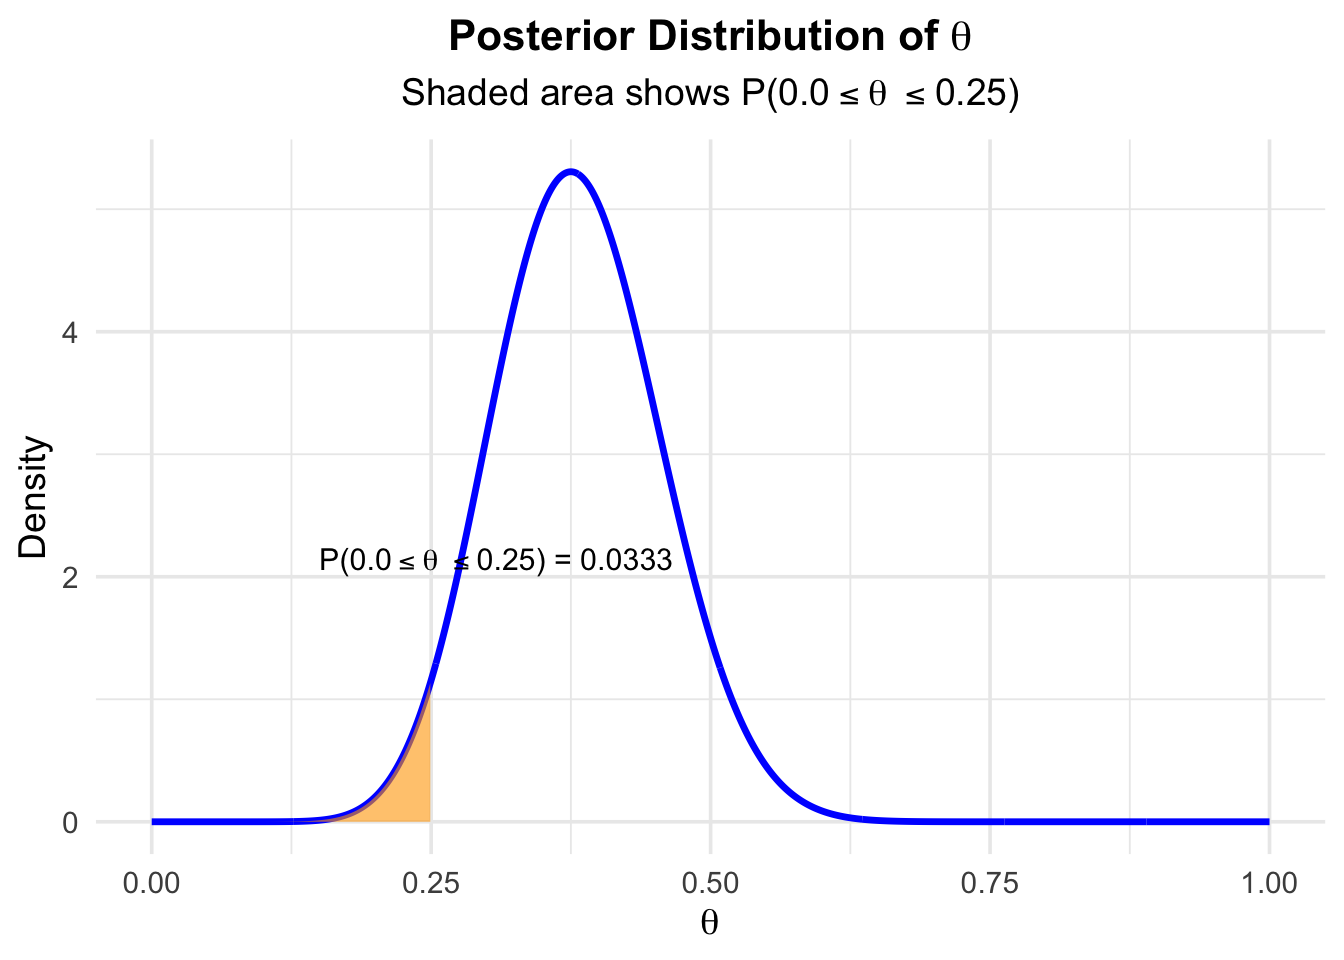 Posterior Distribution of θ
Shaded area shows P(0.0 ≤ θ ≤ 0.25)
Density
4
2
0
P(0.0 ≤ θ ≤ 0.25) = 0.0333
0.00 0.25 0.50 0.75 1.00
θ